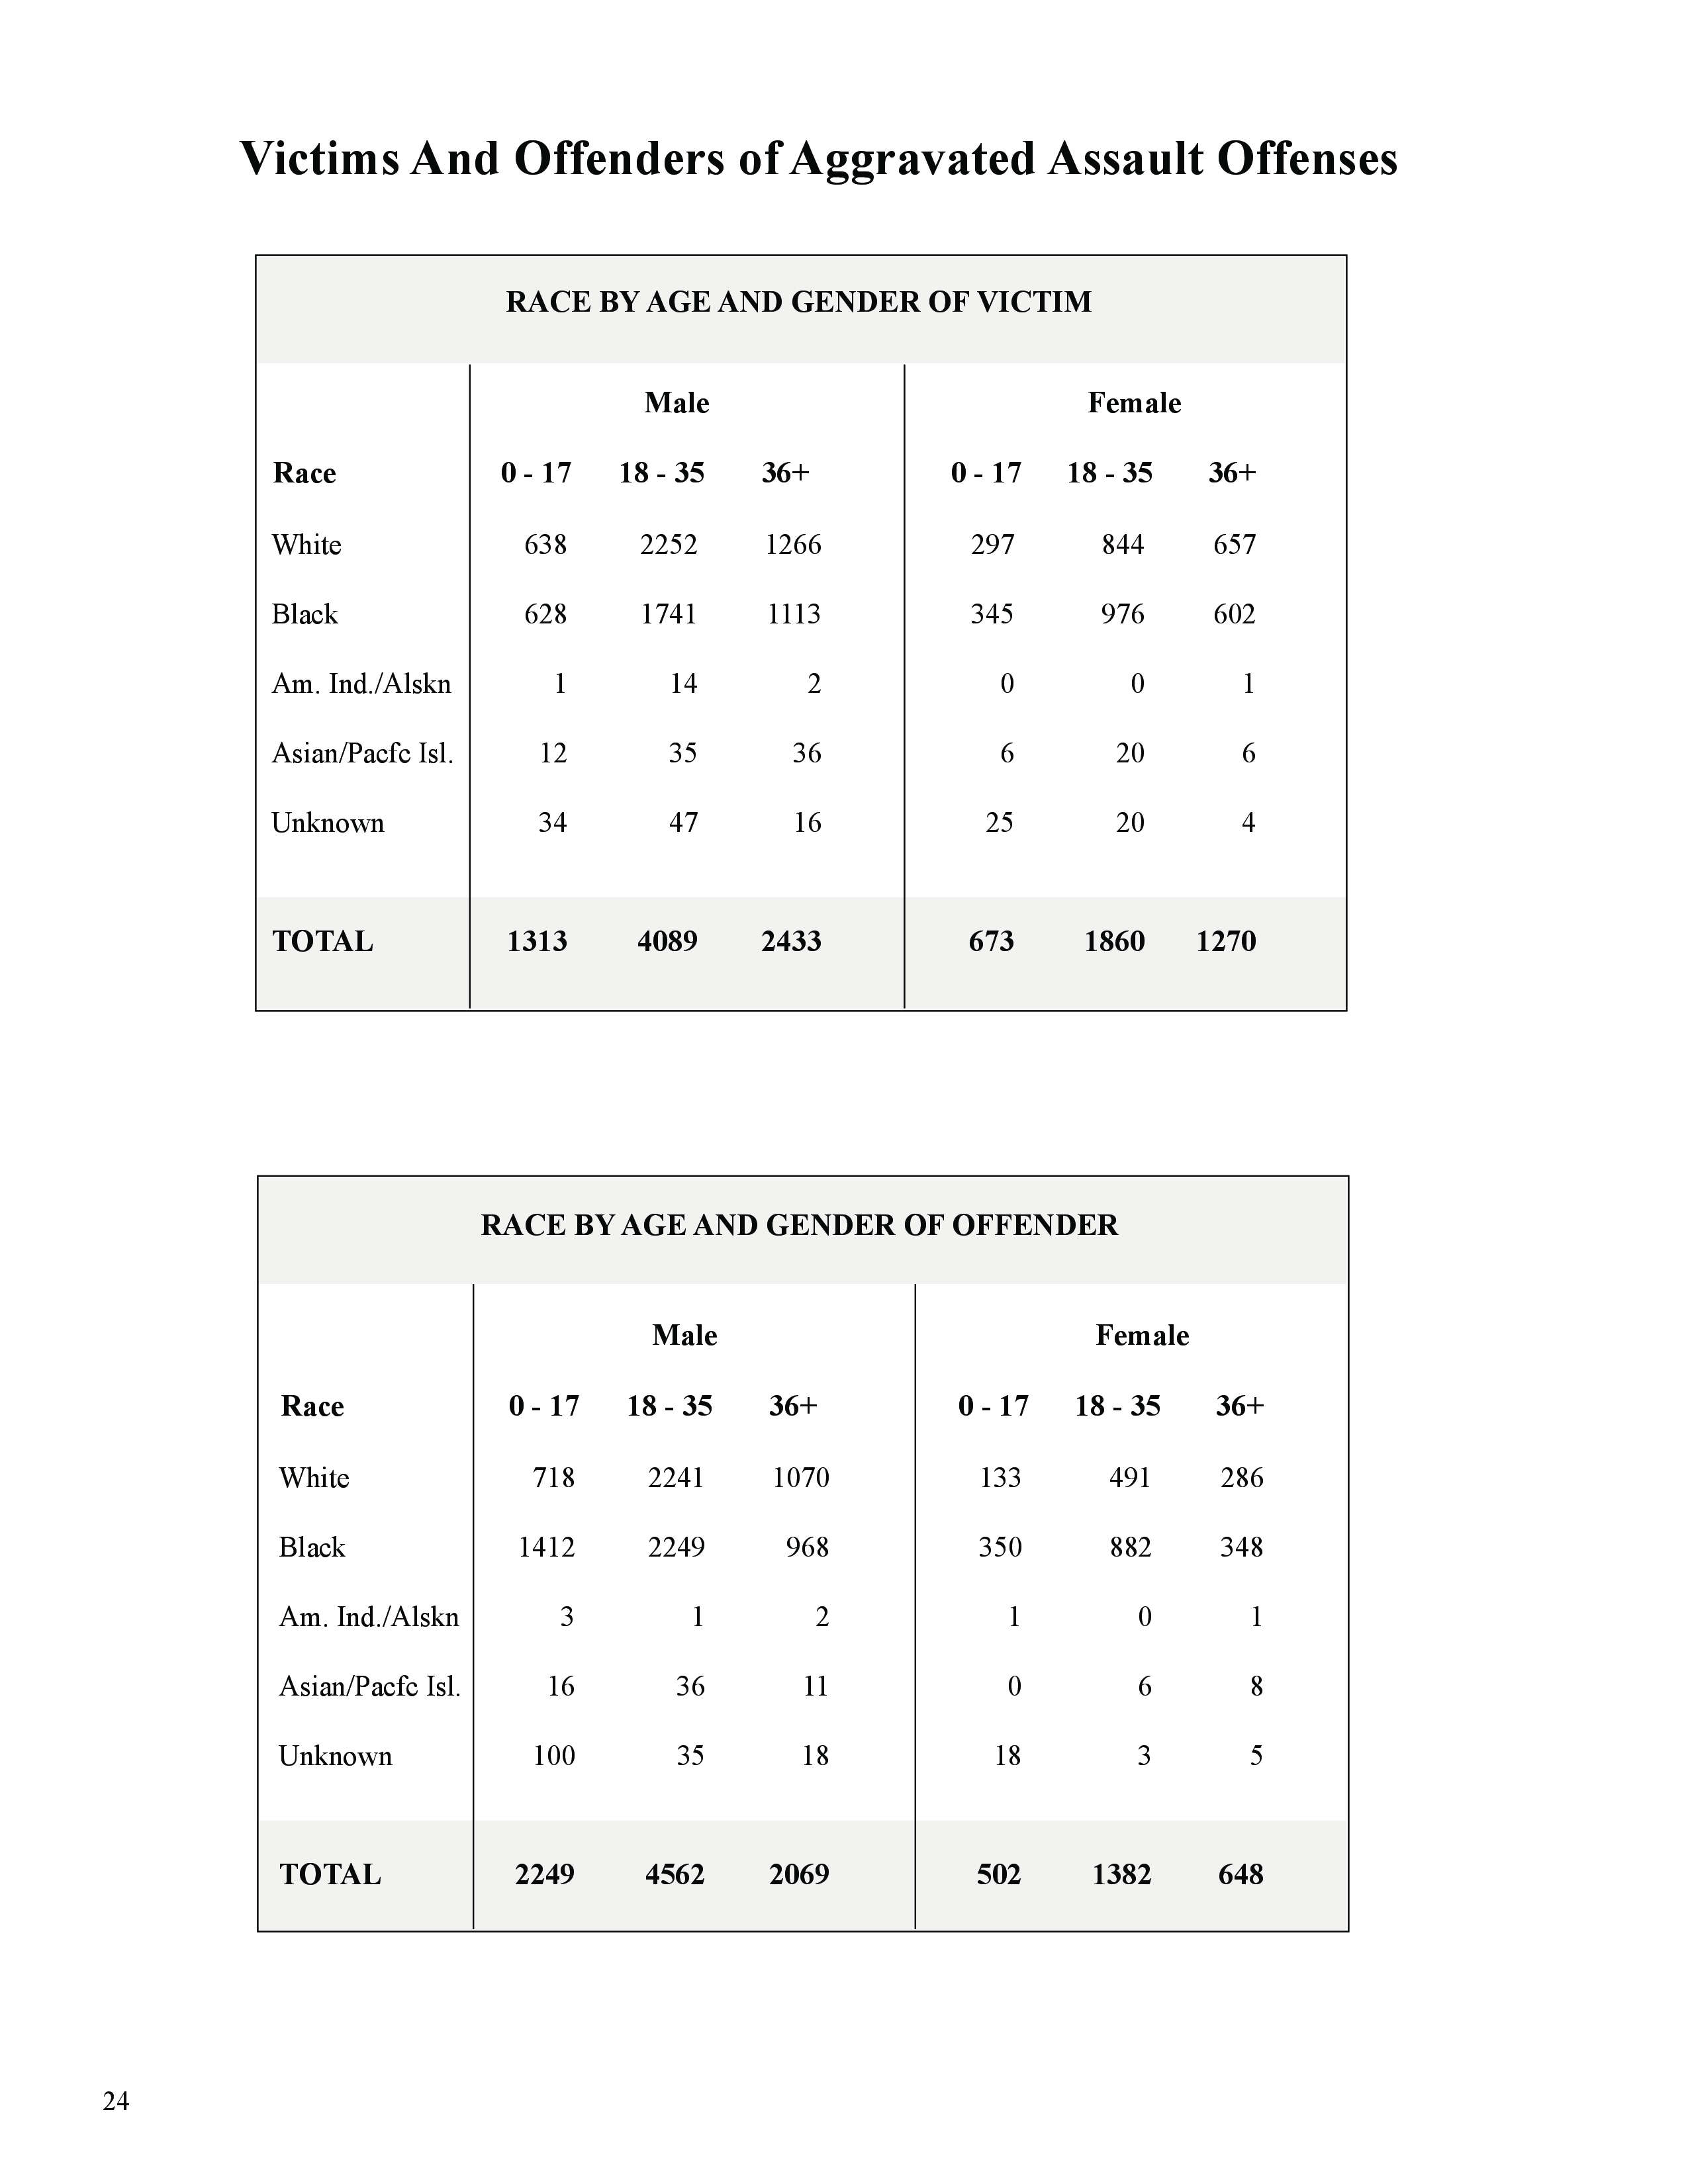 Victims And Offenders of Aggravated Assault Offenses
RACE BY AGE AND GENDER OF VICTIM
Male Female
Race 0 - 17 18 - 35 36+ 0 - 17 18 - 35 36+
White 638 2252 1266 297 844 657
Black 628 1741 1113 345 976 602
Am. Ind./Alskn 1 14 2 0 0 1
Asian/Pacfc Isl. 12 35 36 6 20 6
Unknown 34 47 16 25 20 4
TOTAL 1313 4089 2433 673 1860 1270
RACE BY AGE AND GENDER OF OFFENDER
Male Female
Race 0 - 17 18 - 35 36+ 0 - 17 18 - 35 36+
White 718 2241 1070 133 491 286
Black 1412 2249 968 350 882 348
Am. Ind./Alskn 3 1 2 1 0 1
Asian/Pacfc Isl. 16 36 11 0 6 8
Unknown 100 35 18 18 3 5
TOTAL 2249 4562 2069 502 1382 648
24